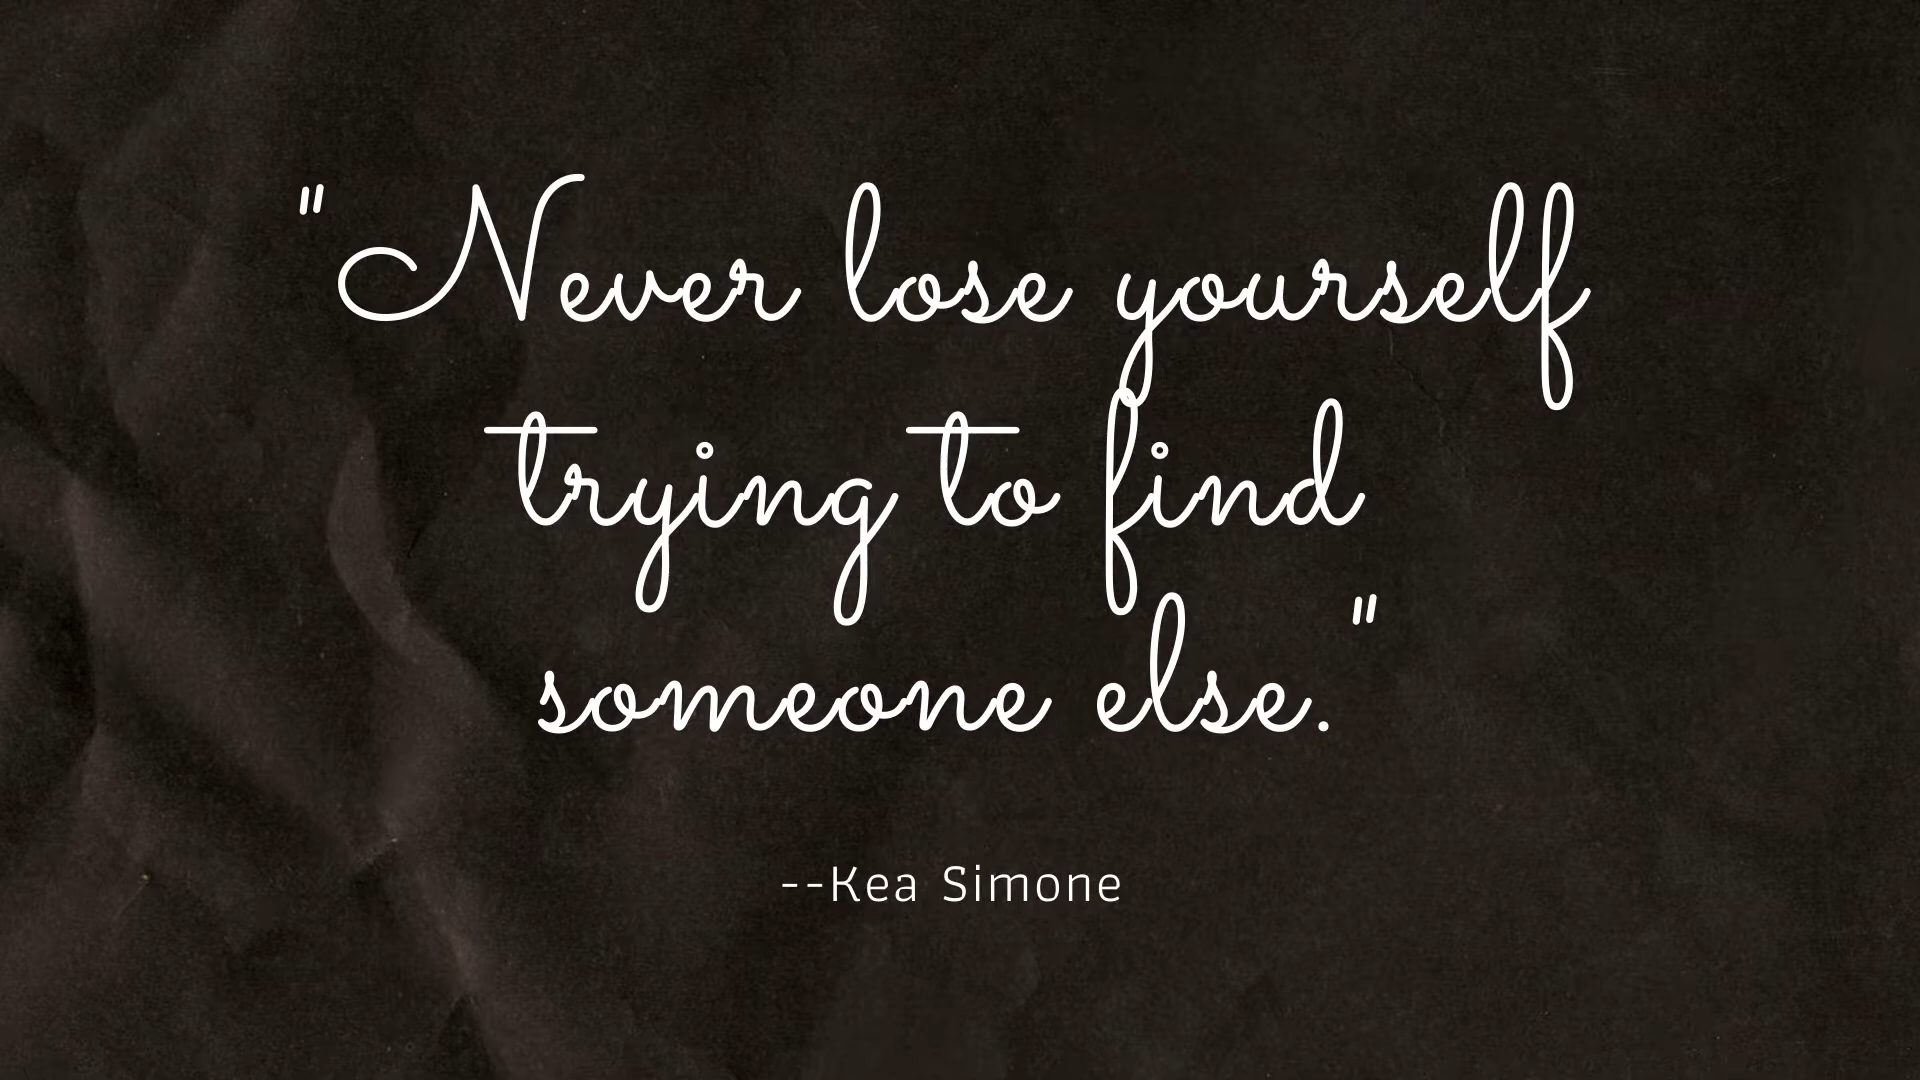 "Never lose yourself
trying to find
someone else."
--Kea Simone